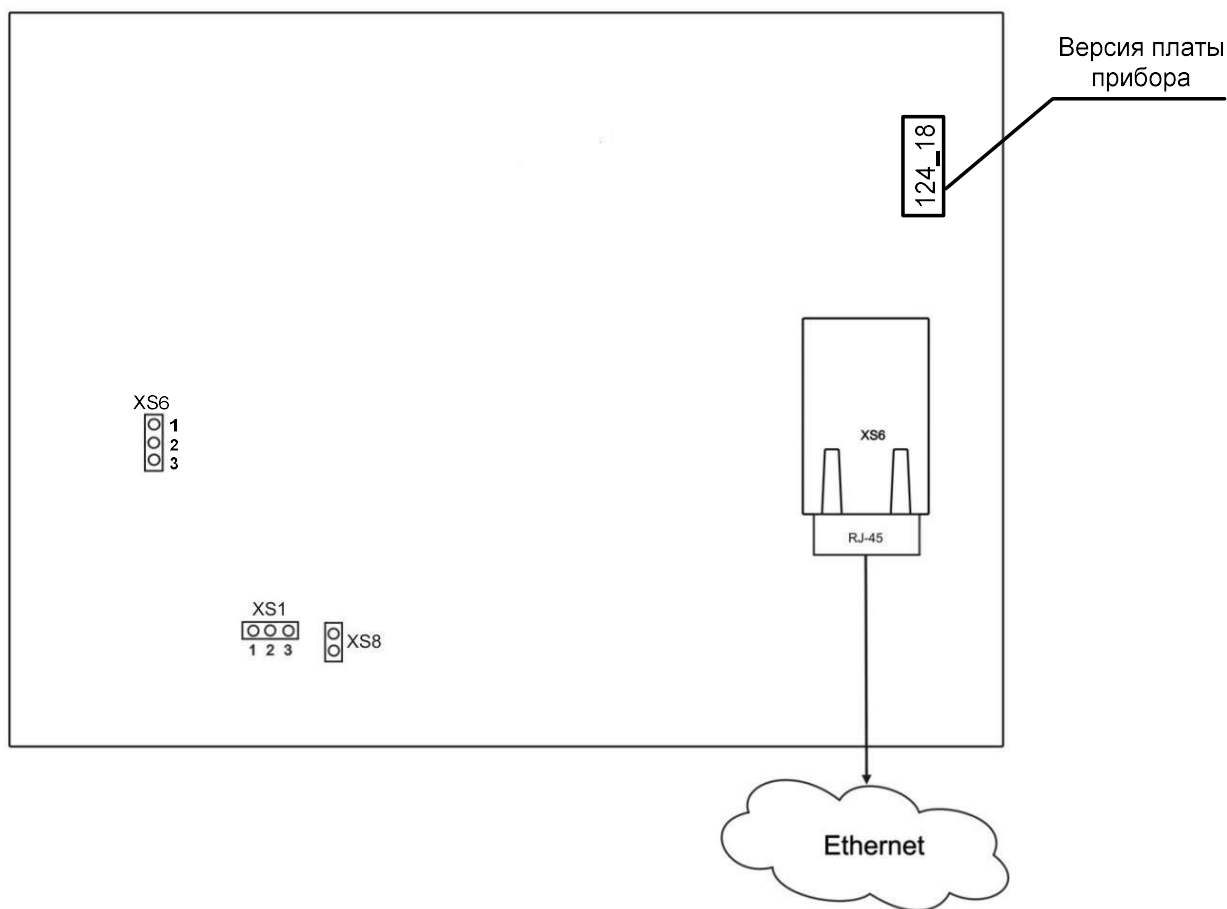 Версия платы
прибора
124_18
XS6
1
2
3
XS6
RJ-45
XS1
1 2 3
XS8
Ethernet